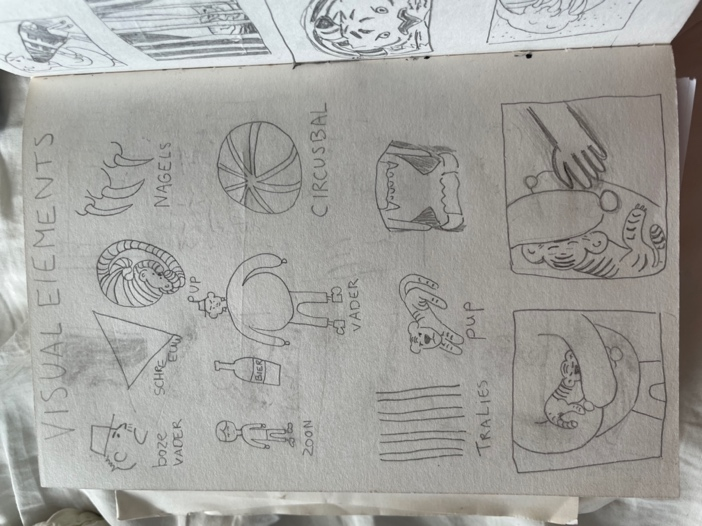 VISUAL ElEMENTS
boze
VADER
SCHREEUW
PUP
NAGELS
ZOON
BIER
VADER
CIRCUSBAL
TRALIES
pup